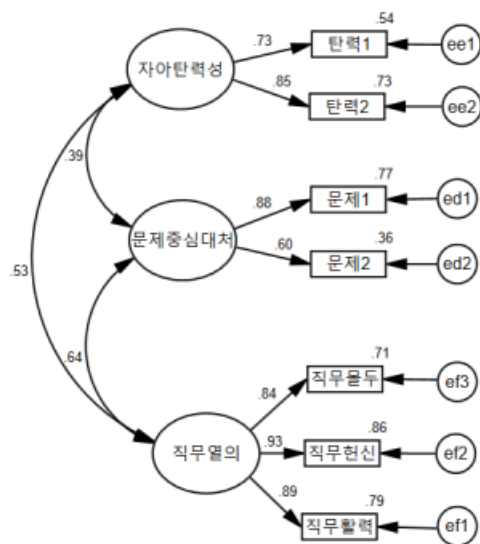 .54
.73
탄력1
ee1
자아탄력성
.85
.73
탄력2
ee2
.39
.77
.88
문제1
ed1
문제중심대처
.60
.36
문제2
ed2
.53
.64
.71
.84
직무몰두
ef3
.86
직무열의
.93
직무헌신
ef2
.89
.79
직무활력
ef1